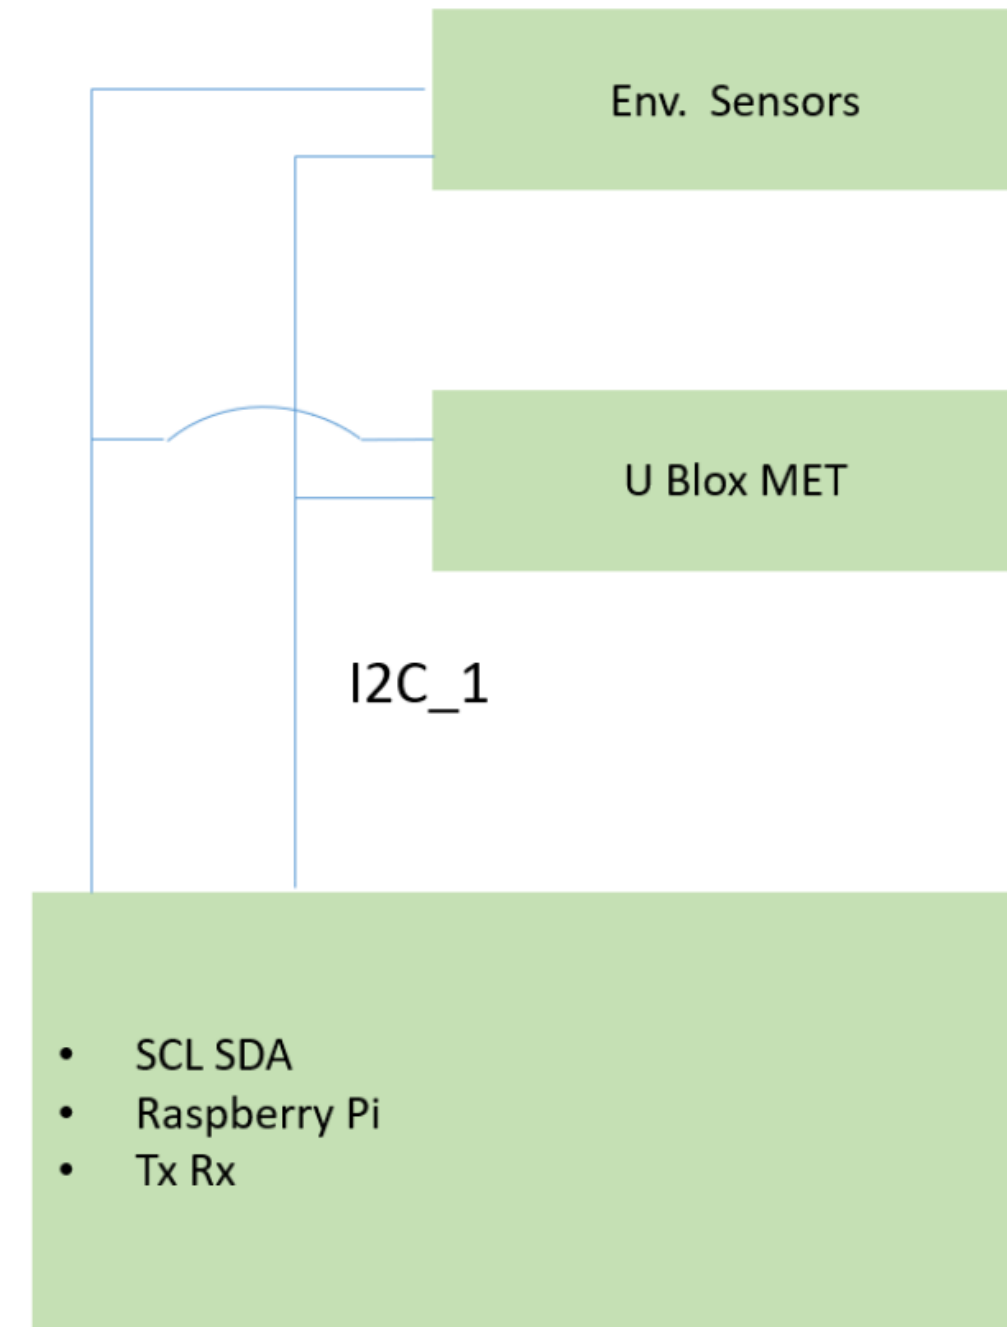 Env.  Sensors
U Blox MET
I2C_1
• SCL SDA
• Raspberry Pi
• Tx Rx